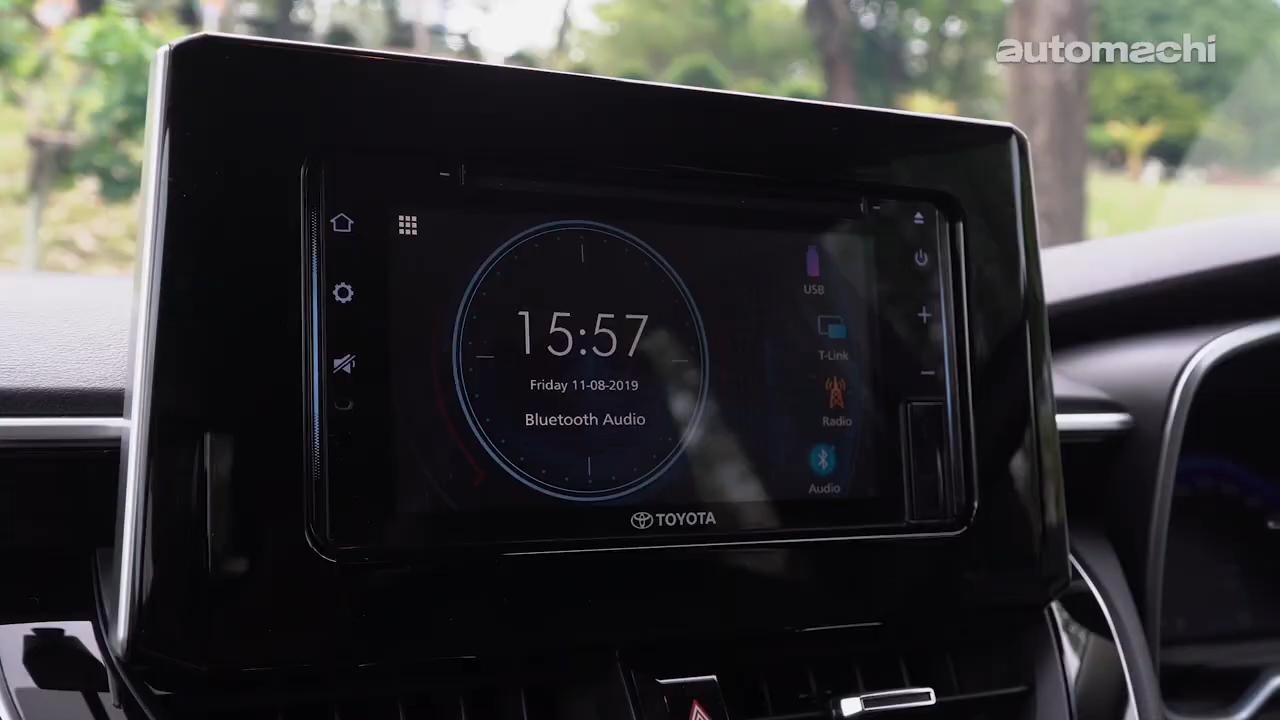 automachi
15:57
Friday 11-08-2019
Bluetooth Audio
USB
T-Link
Radio
Audio
TOYOTA